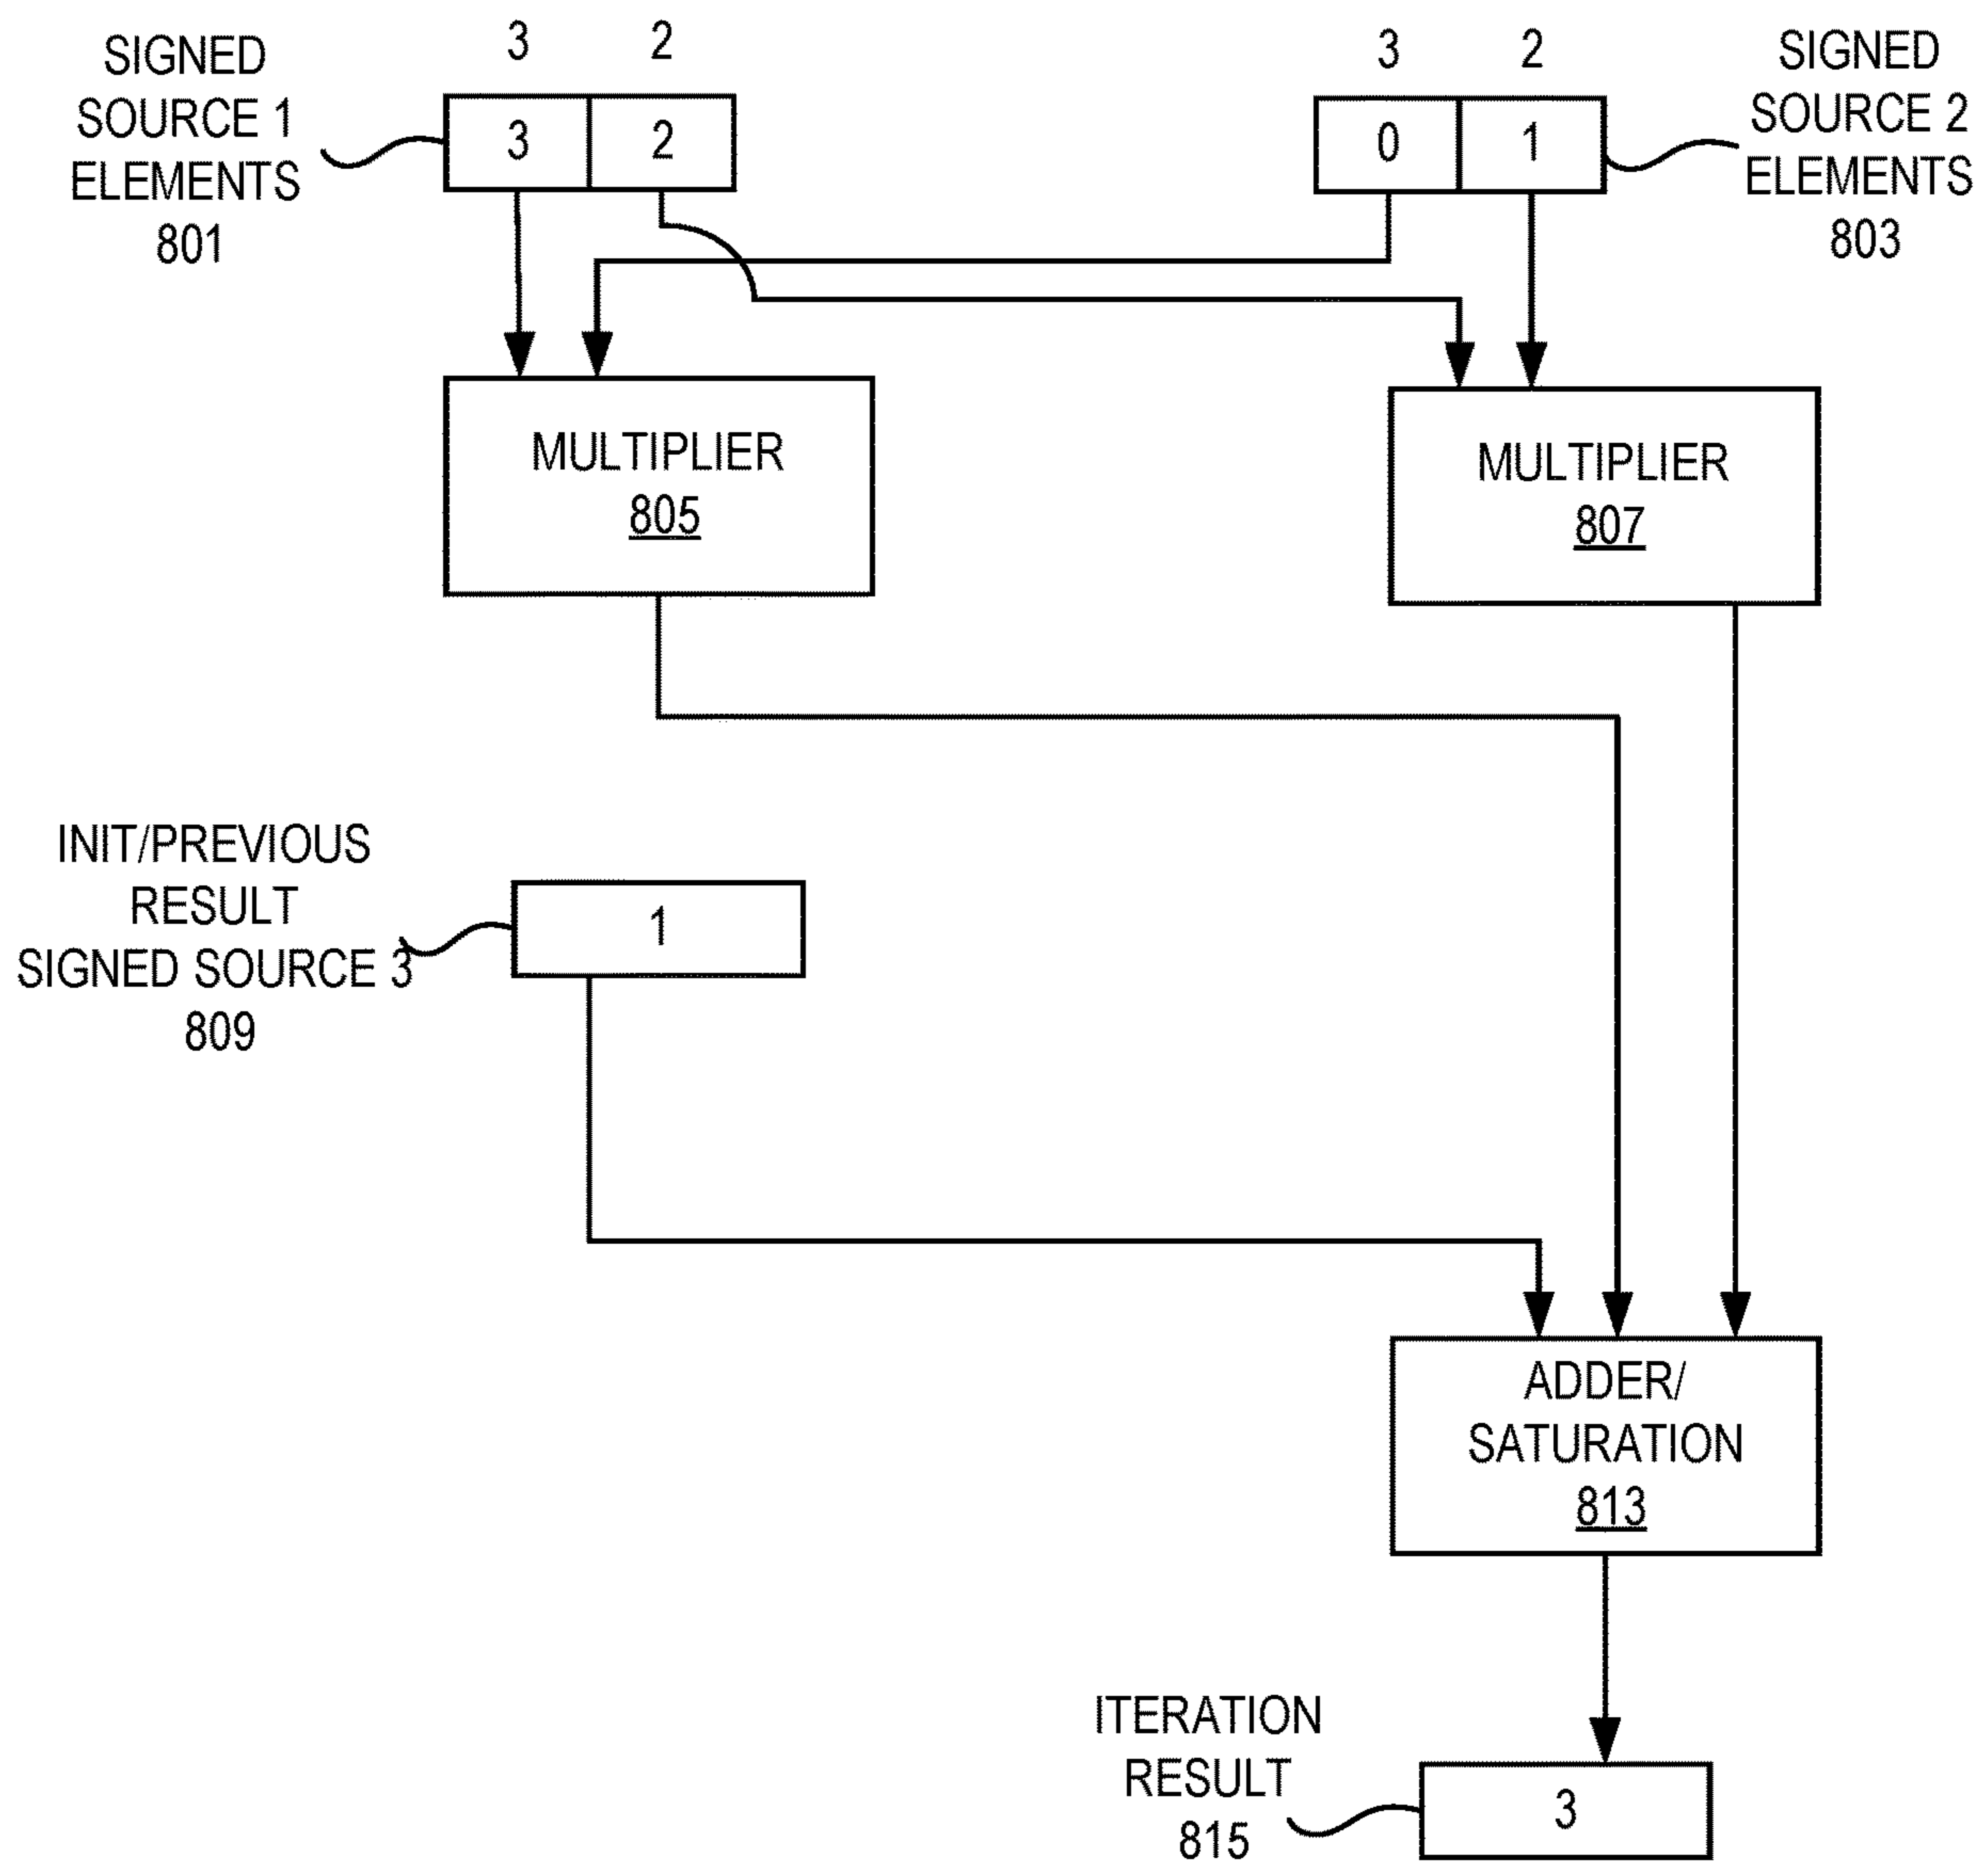 SIGNED
SOURCE 1
ELEMENTS
801
3 2
3 2
3 2
0 1
SIGNED
SOURCE 2
ELEMENTS
803
MULTIPLIER
805
MULTIPLIER
807
INIT/PREVIOUS
RESULT
SIGNED SOURCE 3
809
1
ADDER/
SATURATION
813
ITERATION
RESULT
815
3